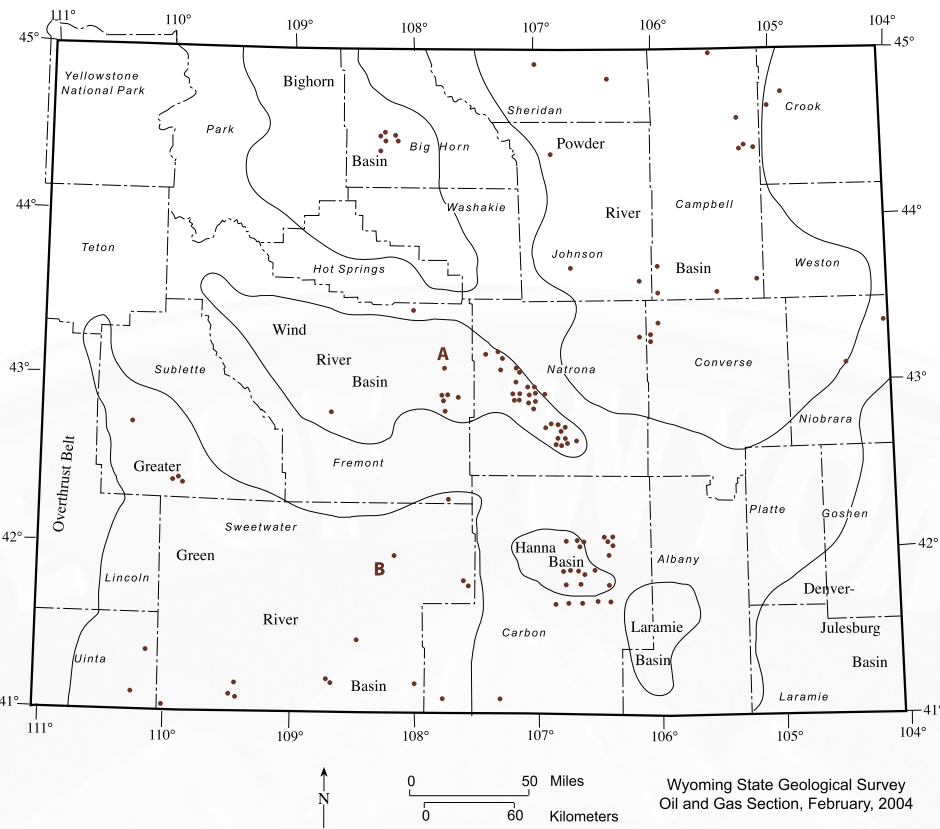 111° 110° 109° 108° 107° 106° 105° 104°
45° 45°
Yellowstone
National Park
Bighorn
Sheridan
Crook
Park
Powder
Big Horn
Basin
44° 44°
Washakie
River
Campbell
Teton
Johnson
Hot Springs
Basin
Weston
Wind
A
River
Natrona
Converse
43° 43°
Sublette
Basin
Niobrara
Overthrust Belt
Greater
Fremont
Platte
Goshen
Sweetwater
42° 42°
Green
Hanna
Basin
Albany
B
Lincoln
Denver-
River
Carbon
Laramie
Julesburg
Uinta
Basin
Basin
Basin
Laramie
41° 41°
111° 110° 109° 108° 107° 106° 105° 104°
N
0 50 Miles
0 60 Kilometers
Wyoming State Geological Survey
Oil and Gas Section, February, 2004